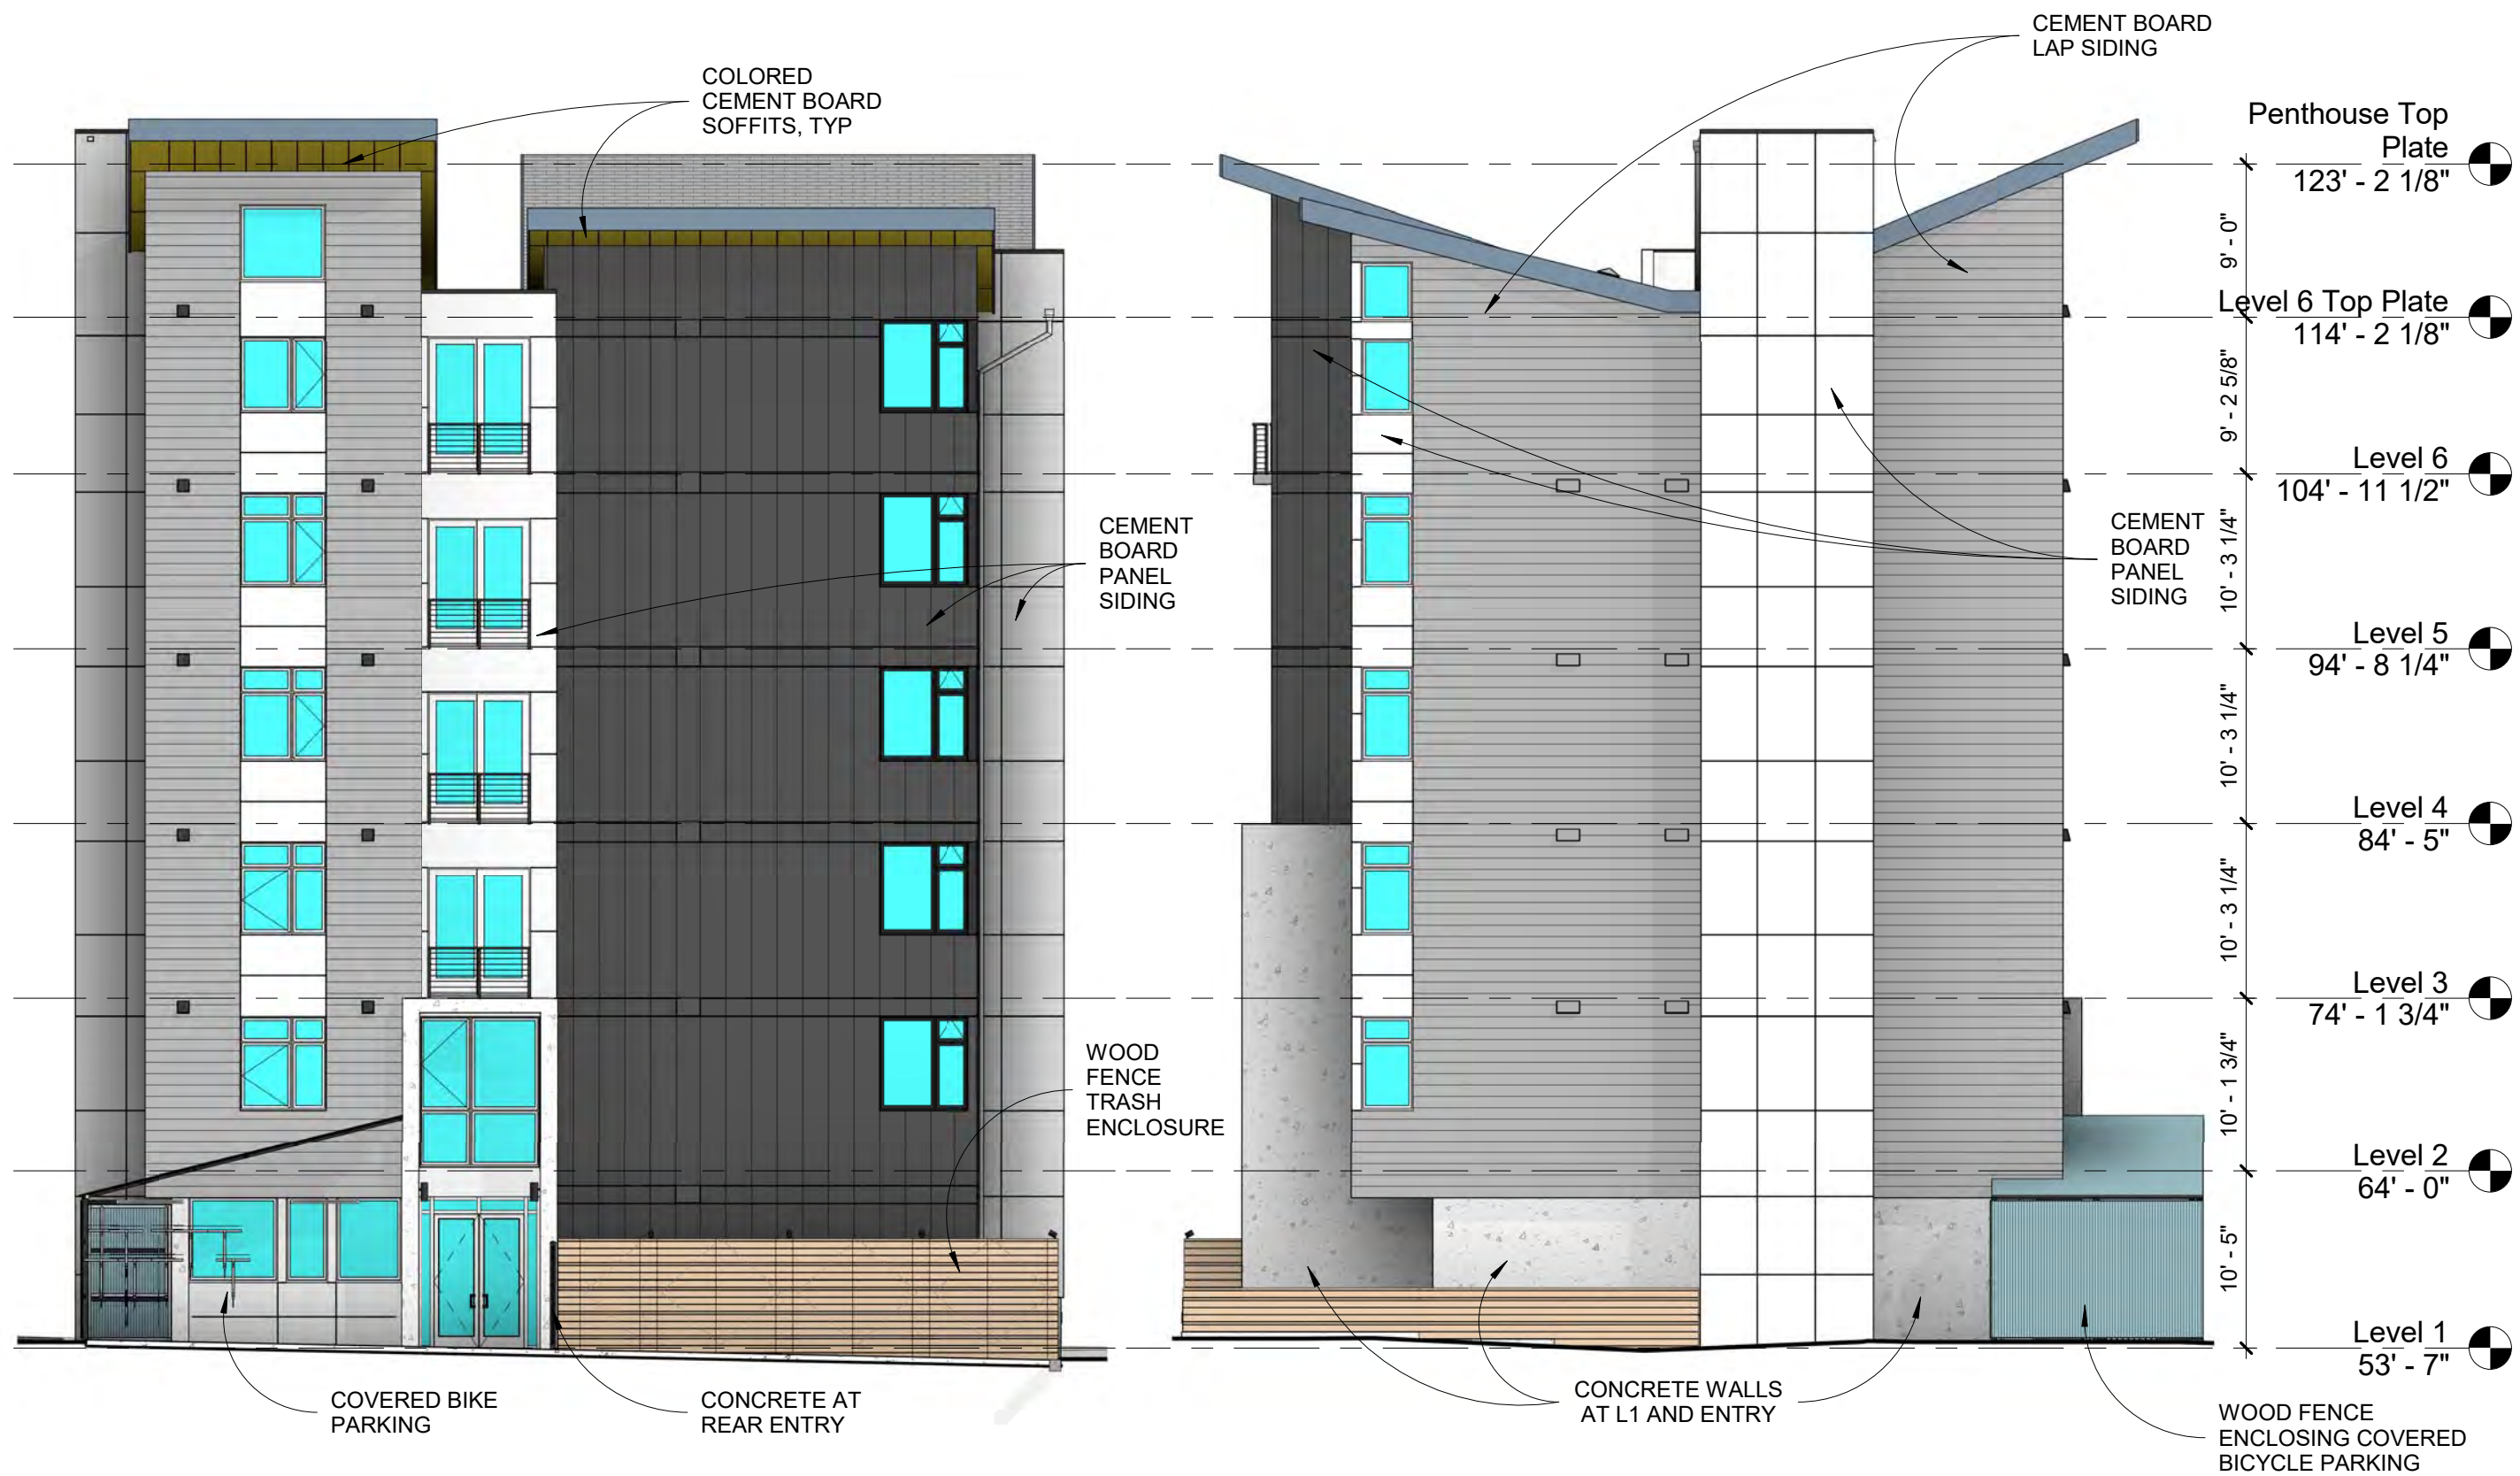 COLORED
CEMENT BOARD
SOFFITS, TYP
CEMENT BOARD
LAP SIDING
CEMENT
BOARD
PANEL
SIDING
CEMENT
BOARD
PANEL
SIDING
WOOD
FENCE
TRASH
ENCLOSURE
COVERED BIKE
PARKING
CONCRETE AT
REAR ENTRY
CONCRETE WALLS
AT L1 AND ENTRY
WOOD FENCE
ENCLOSING COVERED
BICYCLE PARKING
Penthouse Top
Plate
123' - 2 1/8"
9' - 0"
Level 6 Top Plate
114' - 2 1/8"
9' - 2 5/8"
Level 6
104' - 11 1/2"
10' - 3 1/4"
Level 5
94' - 8 1/4"
10' - 3 1/4"
Level 4
84' - 5"
10' - 3 1/4"
Level 3
74' - 1 3/4"
10' - 1 3/4"
Level 2
64' - 0"
10' - 5"
Level 1
53' - 7"